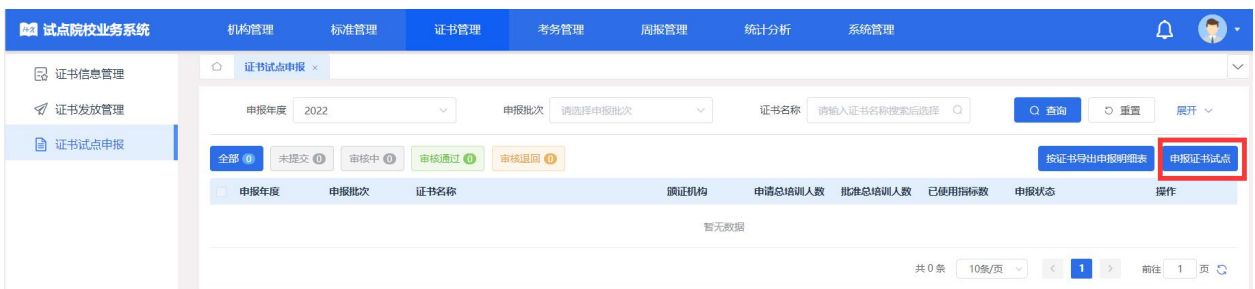 试点院校业务系统 机构管理 标准管理 证书管理 考务管理 周报管理 统计分析 系统管理
证书信息管理
证书发放管理
证书试点申报
证书试点申报 ×
申报年度 2022 申报批次 请选择申报批次 证书名称 请输入证书名称搜索后选择 查询 重置 展开
全部 0 未提交 0 审核中 0 审核通过 0 审核退回 0 按证书导出申报明细表 申报证书试点
申报年度 申报批次 证书名称 颁证机构 申请总培训人数 批准总培训人数 已使用指标数 申报状态 操作
暂无数据
共 0 条 10条/页 < 1 > 前往 1 页